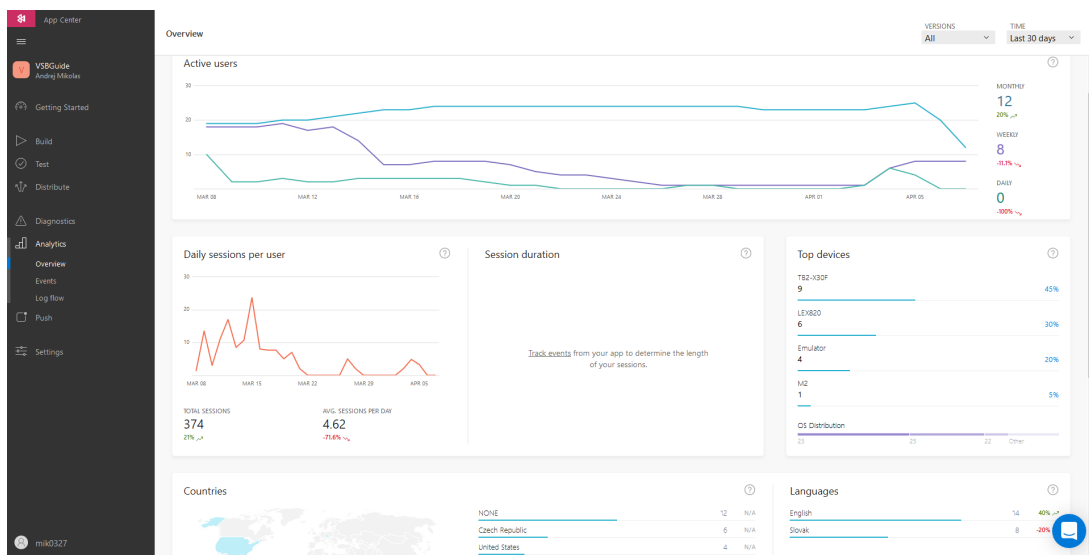 App Center
Overview
VERSIONS
All
TIME
Last 30 days
V
VSBGuide
Andrej Mikolas
Getting Started
Build
Test
Distribute
Diagnostics
Analytics
Overview
Events
Log flow
Push
Settings
mik0327
Active users
30
20
10
MAR 08 MAR 12 MAR 16 MAR 20 MAR 24 MAR 28 APR 01 APR 05
MONTHLY
12
20%
WEEKLY
8
-11.1%
DAILY
0
-100%
Daily sessions per user
30
20
10
MAR 08 MAR 15 MAR 22 MAR 29 APR 05
TOTAL SESSIONS
374
21%
AVG. SESSIONS PER DAY
4.62
-71.6%
Session duration
Track events from your app to determine the length
of your sessions.
Top devices
TB2-X30F
9 45%
LEX820
6 30%
Emulator
4 20%
M2
1 5%
OS Distribution
23 25 22 Other
Countries
NONE 12 N/A
Czech Republic 6 N/A
United States 4 N/A
Languages
English 14 40%
Slovak 8 -20%